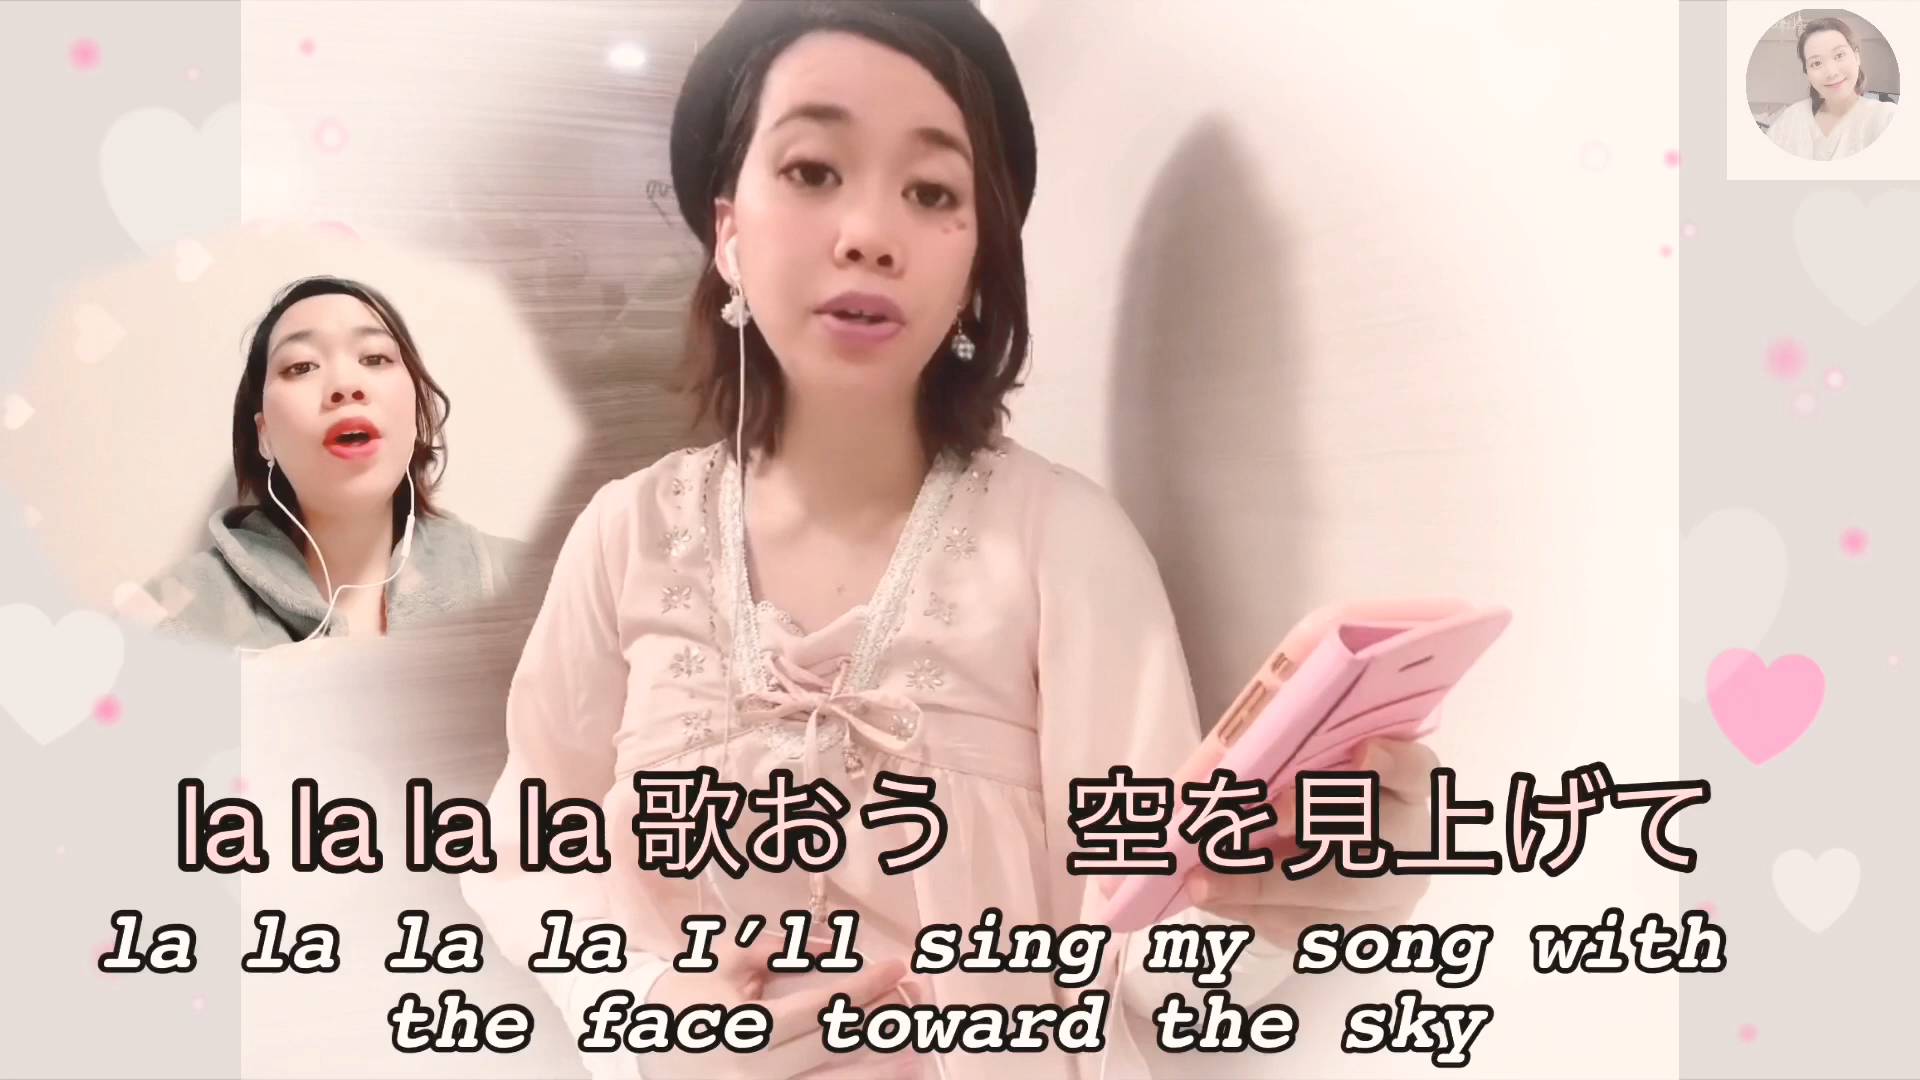 la la la la 歌おう　空を見上げて
la la la la I'll sing my song with
the face toward the sky